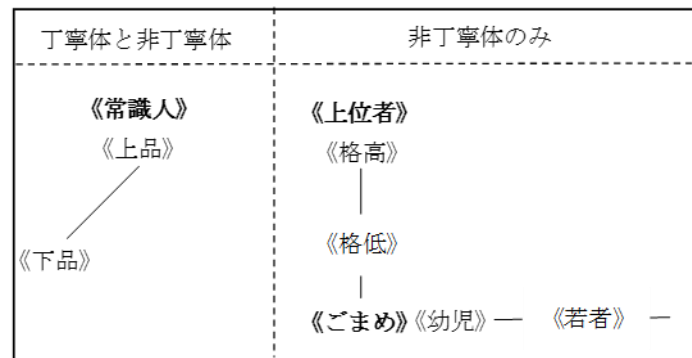 丁寧体と非丁寧体
非丁寧体のみ
《常識人》
《上品》
《下品》
《上位者》
《格高》
《格低》
《ごまめ》《幼児》 — 《若者》 —